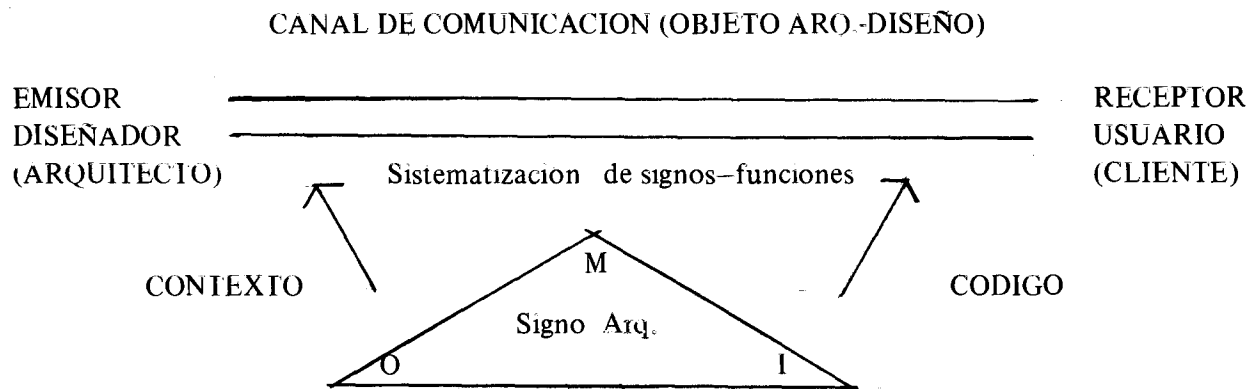 CANAL DE COMUNICACION (OBJETO ARQ.-DISEÑO)
EMISOR
DISEÑADOR
(ARQUITECTO)
RECEPTOR
USUARIO
(CLIENTE)
Sistematización de signos-funciones
CONTEXTO
CODIGO
M
Signo Arq.
O
I